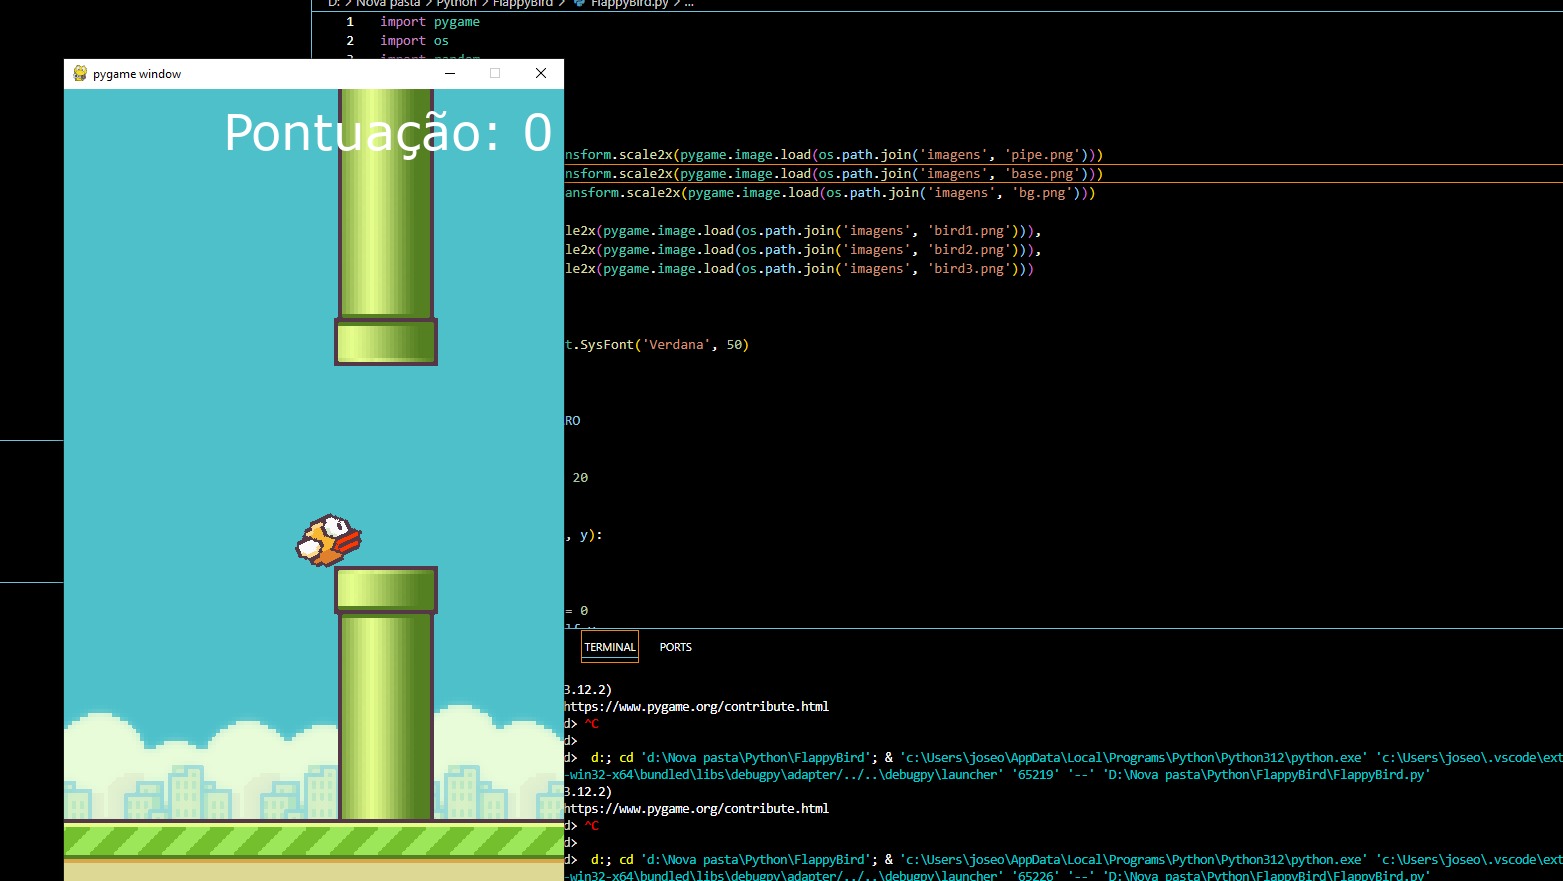 D: > Nova pasta > Python > FlappyBird > FlappyBird.py > ...
1 import pygame
2 import os
3 import random
pygame window
Pontuação: 0
nsform.scale2x(pygame.image.load(os.path.join('imagens', 'pipe.png')))
nsform.scale2x(pygame.image.load(os.path.join('imagens', 'base.png')))
ansform.scale2x(pygame.image.load(os.path.join('imagens', 'bg.png')))
le2x(pygame.image.load(os.path.join('imagens', 'bird1.png'))),
le2x(pygame.image.load(os.path.join('imagens', 'bird2.png'))),
le2x(pygame.image.load(os.path.join('imagens', 'bird3.png')))
t.SysFont('Verdana', 50)
RO
20
, y):
= 0
TERMINAL PORTS
3.12.2)
https://www.pygame.org/contribute.html
d> ^C
d>
d> d:; cd 'd:\Nova pasta\Python\FlappyBird'; & 'c:\Users\joseo\AppData\Local\Programs\Python\Python312\python.exe' 'c:\Users\joseo\.vscode\ext
-win32-x64\bundled\libs\debugpy\adapter/../..\debugpy\launcher' '65219' '--' 'D:\Nova pasta\Python\FlappyBird\FlappyBird.py'
3.12.2)
https://www.pygame.org/contribute.html
d> ^C
d>
d> d:; cd 'd:\Nova pasta\Python\FlappyBird'; & 'c:\Users\joseo\AppData\Local\Programs\Python\Python312\python.exe' 'c:\Users\joseo\.vscode\ext
-win32-x64\bundled\libs\debugpy\adapter/../..\debugpy\launcher' '65226' '--' 'D:\Nova pasta\Python\FlappyBird\FlappyBird.py'